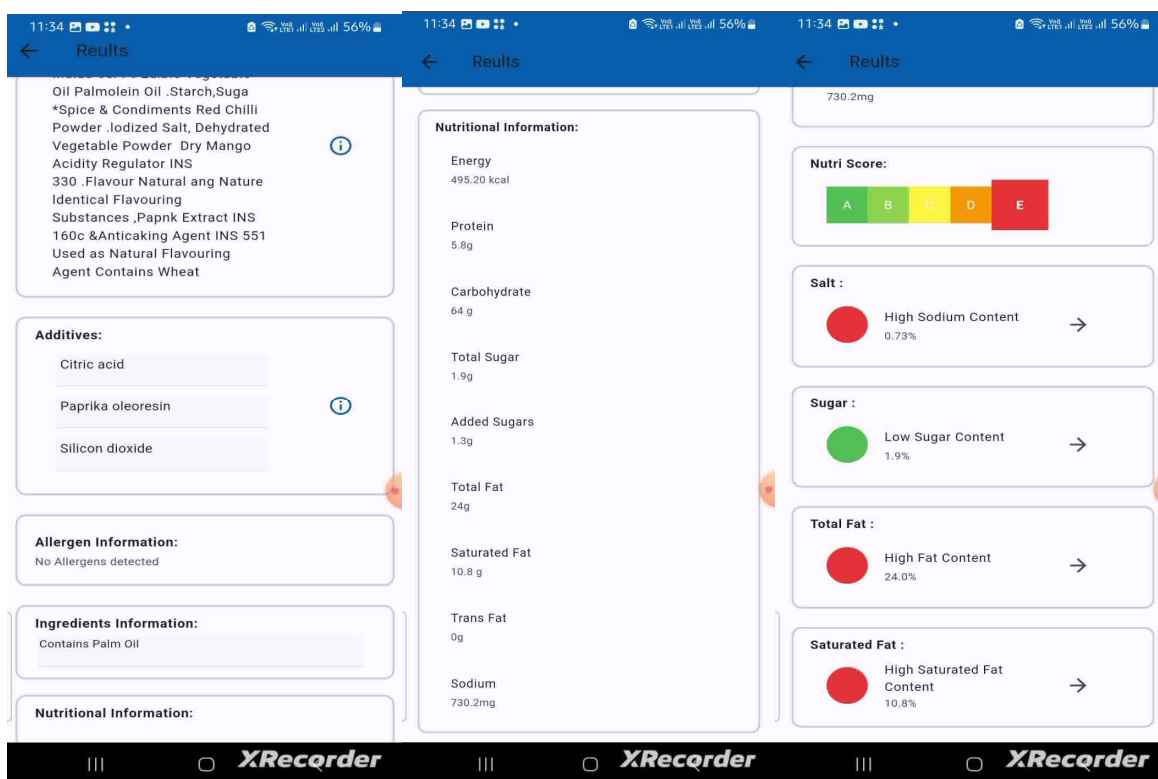 11:34
56%
Reults
Oil Palmolein Oil .Starch,Suga
*Spice & Condiments Red Chilli
Powder .Iodized Salt, Dehydrated
Vegetable Powder Dry Mango
Acidity Regulator INS
330 .Flavour Natural ang Nature
Identical Flavouring
Substances ,Papnk Extract INS
160c &Anticaking Agent INS 551
Used as Natural Flavouring
Agent Contains Wheat
Additives:
Citric acid
Paprika oleoresin
Silicon dioxide
Allergen Information:
No Allergens detected
Ingredients Information:
Contains Palm Oil
Nutritional Information:
XRecorder
11:34
56%
Reults
Nutritional Information:
Energy
495.20 kcal
Protein
5.8g
Carbohydrate
64 g
Total Sugar
1.9g
Added Sugars
1.3g
Total Fat
24g
Saturated Fat
10.8 g
Trans Fat
0g
Sodium
730.2mg
XRecorder
11:34
56%
Reults
730.2mg
Nutri Score:
A B C D E
Salt :
High Sodium Content
0.73%
Sugar :
Low Sugar Content
1.9%
Total Fat :
High Fat Content
24.0%
Saturated Fat :
High Saturated Fat
Content
10.8%
XRecorder